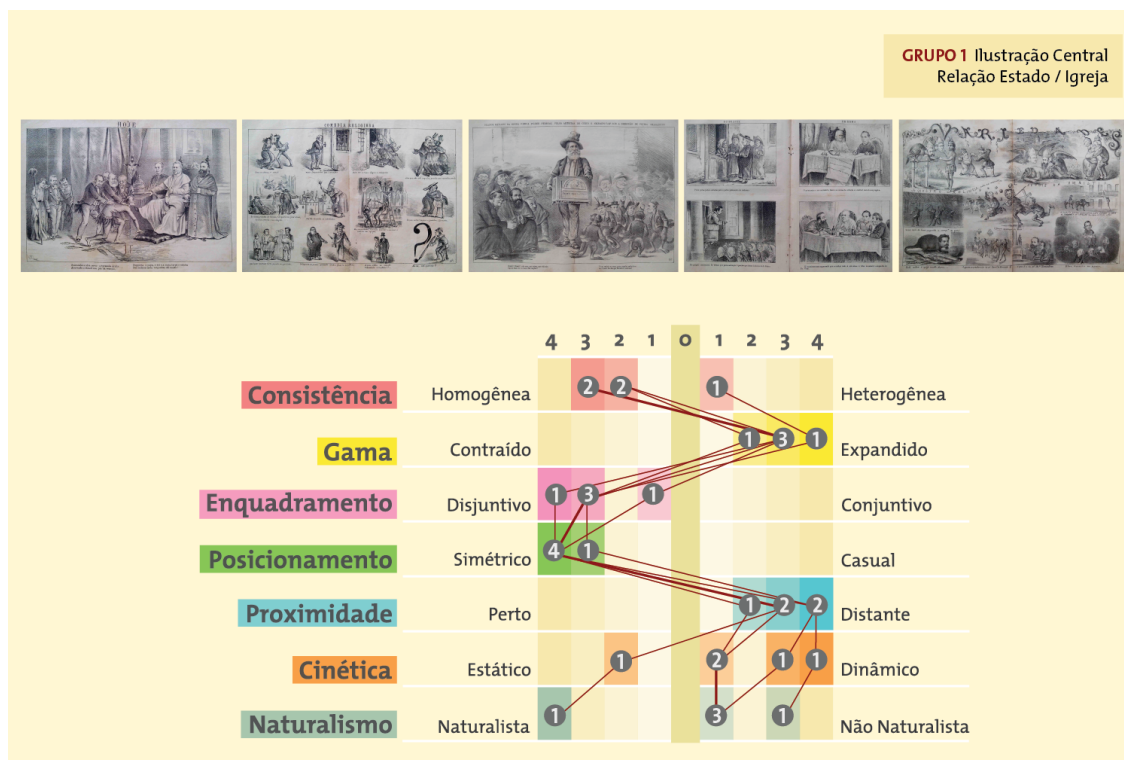 GRUPO 1 Ilustração Central
Relação Estado / Igreja
HOJE
4 3 2 1 0 1 2 3 4
Consistência Homogênea 2 2 1 Heterogênea
Gama Contraído 1 3 1 Expandido
Enquadramento Disjuntivo 1 3 1 Conjuntivo
Posicionamento Simétrico 4 1 Casual
Proximidade Perto 1 2 2 Distante
Cinética Estático 1 2 1 1 Dinâmico
Naturalismo Naturalista 1 3 1 Não Naturalista